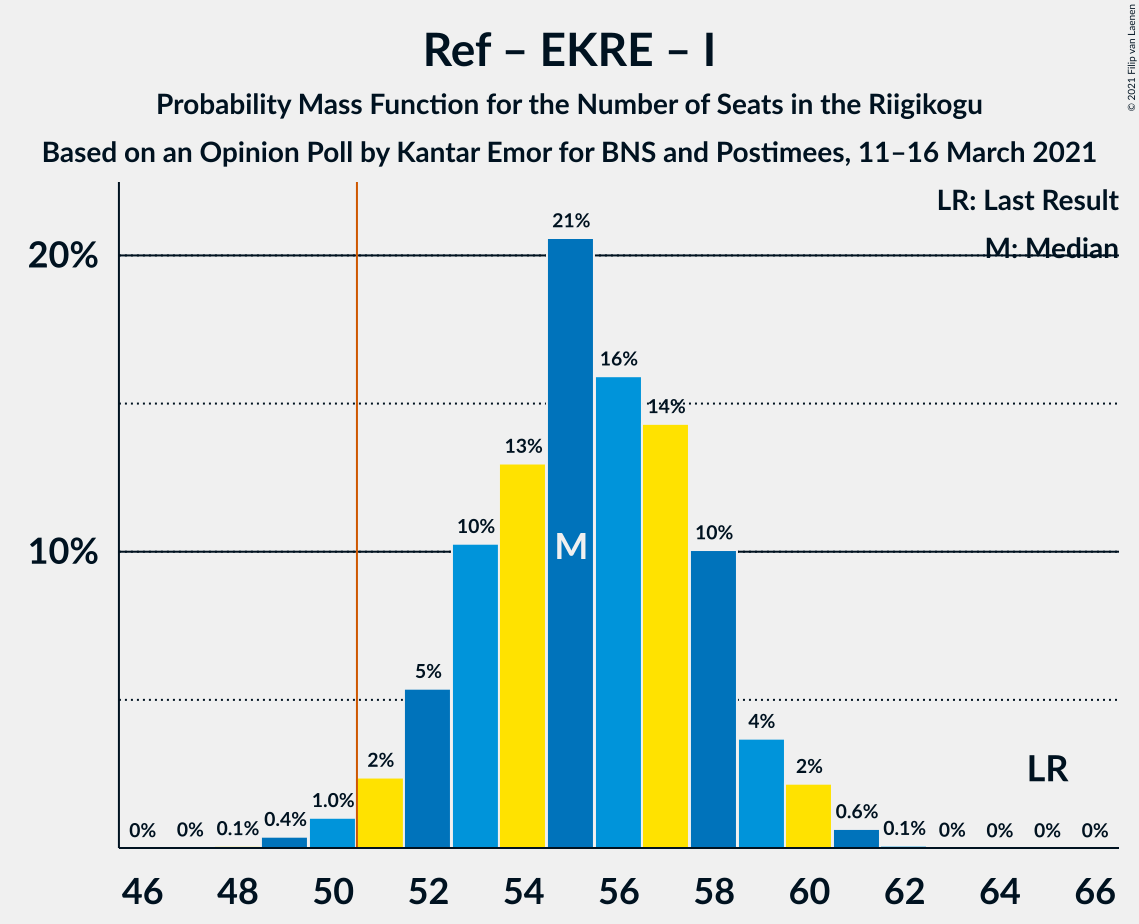 Ref – EKRE – I
Probability Mass Function for the Number of Seats in the Riigikogu
Based on an Opinion Poll by Kantar Emor for BNS and Postimees, 11–16 March 2021
© 2021 Filip van Laenen
LR: Last Result
M: Median
20%
10%
0%
0%
0.1%
0.4%
1.0%
2%
5%
10%
13%
21%
16%
14%
10%
4%
2%
0.6%
0.1%
0%
0%
0%
0%
M
LR
46 48 50 52 54 56 58 60 62 64 66